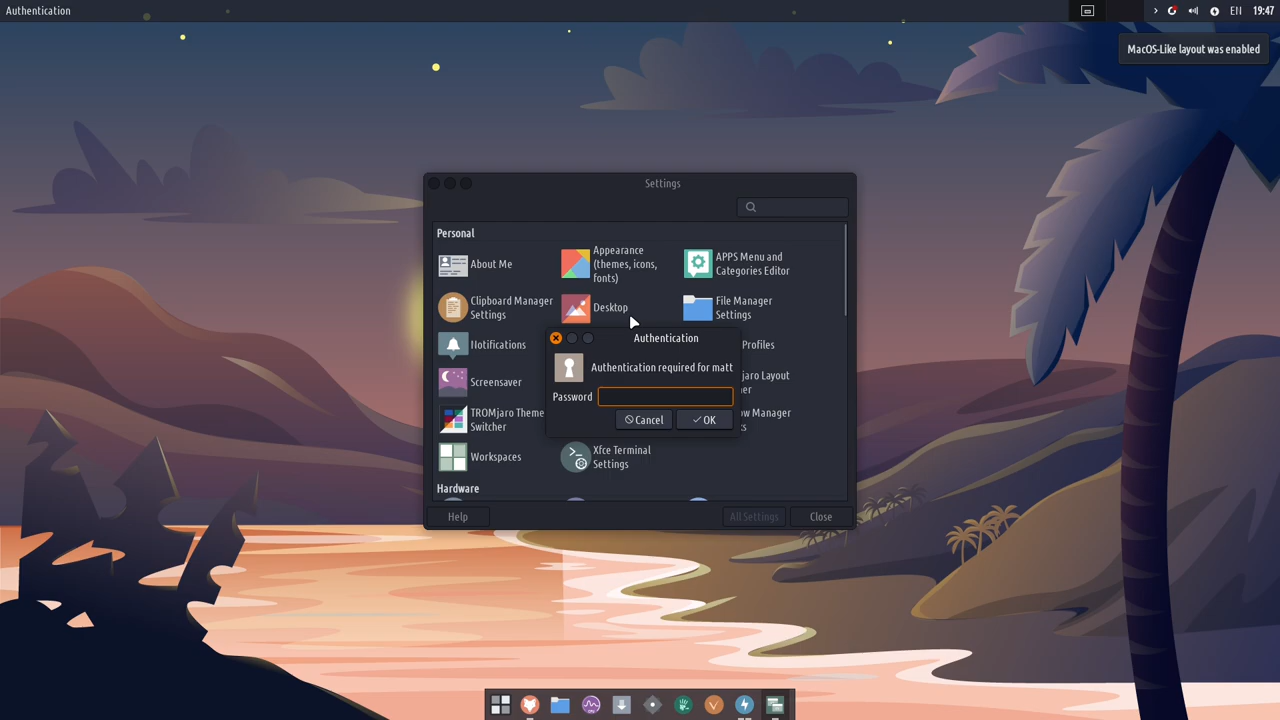 Authentication
EN
19:47
MacOS-Like layout was enabled
Settings
Personal
About Me
Appearance
(themes, icons,
fonts)
APPS Menu and
Categories Editor
Clipboard Manager
Settings
Desktop
File Manager
Settings
Notifications
Profiles
Screensaver
jaro Layout
TROMjaro Theme
Switcher
ow Manager
Workspaces
Xfce Terminal
Settings
Hardware
Authentication
Authentication required for matt
Password
Cancel
OK
Help
All Settings
Close